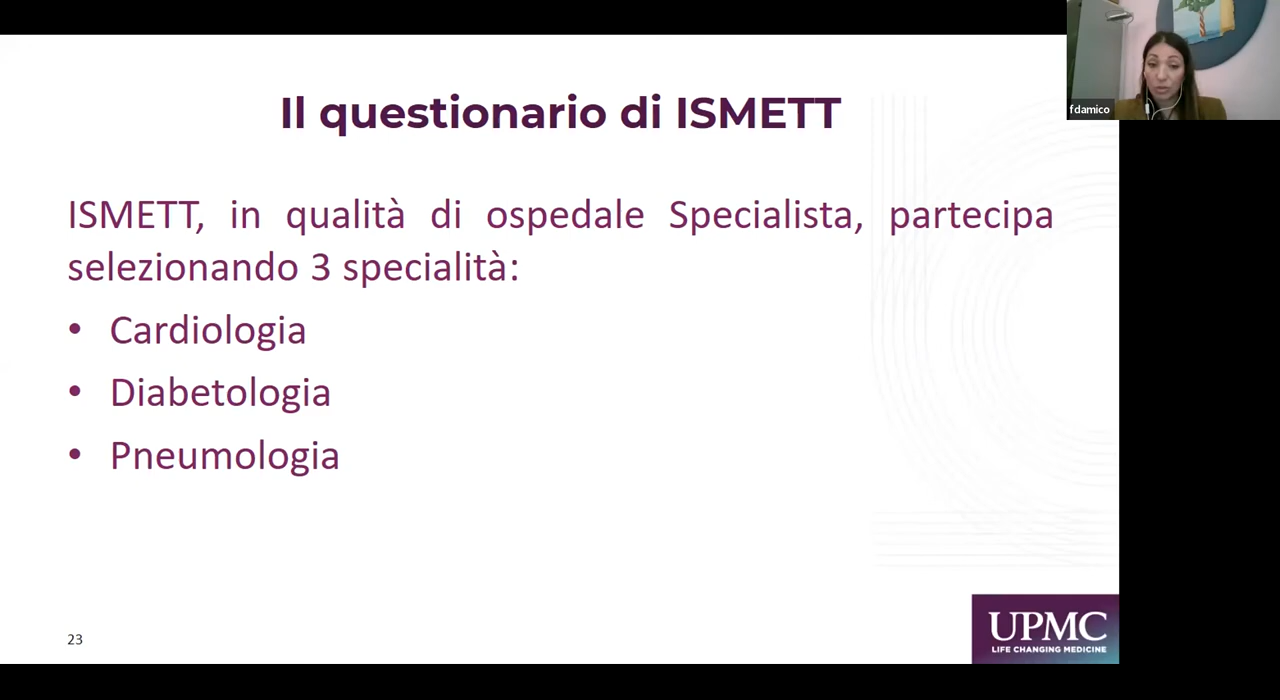 Il questionario di ISMETT
fdamico
ISMETT, in qualità di ospedale Specialista, partecipa
selezionando 3 specialità:
• Cardiologia
• Diabetologia
• Pneumologia
23
UPMC
LIFE CHANGING MEDICINE